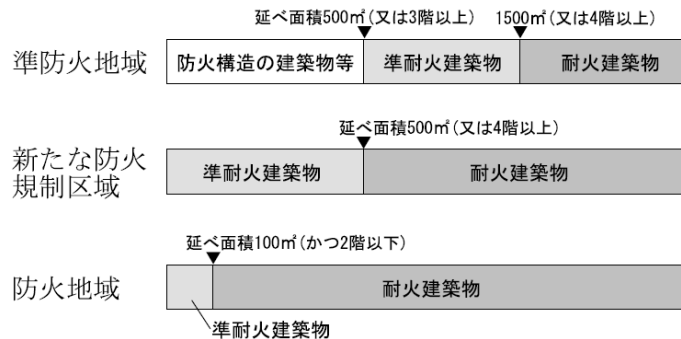 延べ面積500㎡(又は3階以上)
1500㎡(又は4階以上)
準防火地域
防火構造の建築物等
準耐火建築物
耐火建築物
延べ面積500㎡(又は4階以上)
新たな防火
規制区域
準耐火建築物
耐火建築物
延べ面積100㎡(かつ2階以下)
防火地域
耐火建築物
準耐火建築物